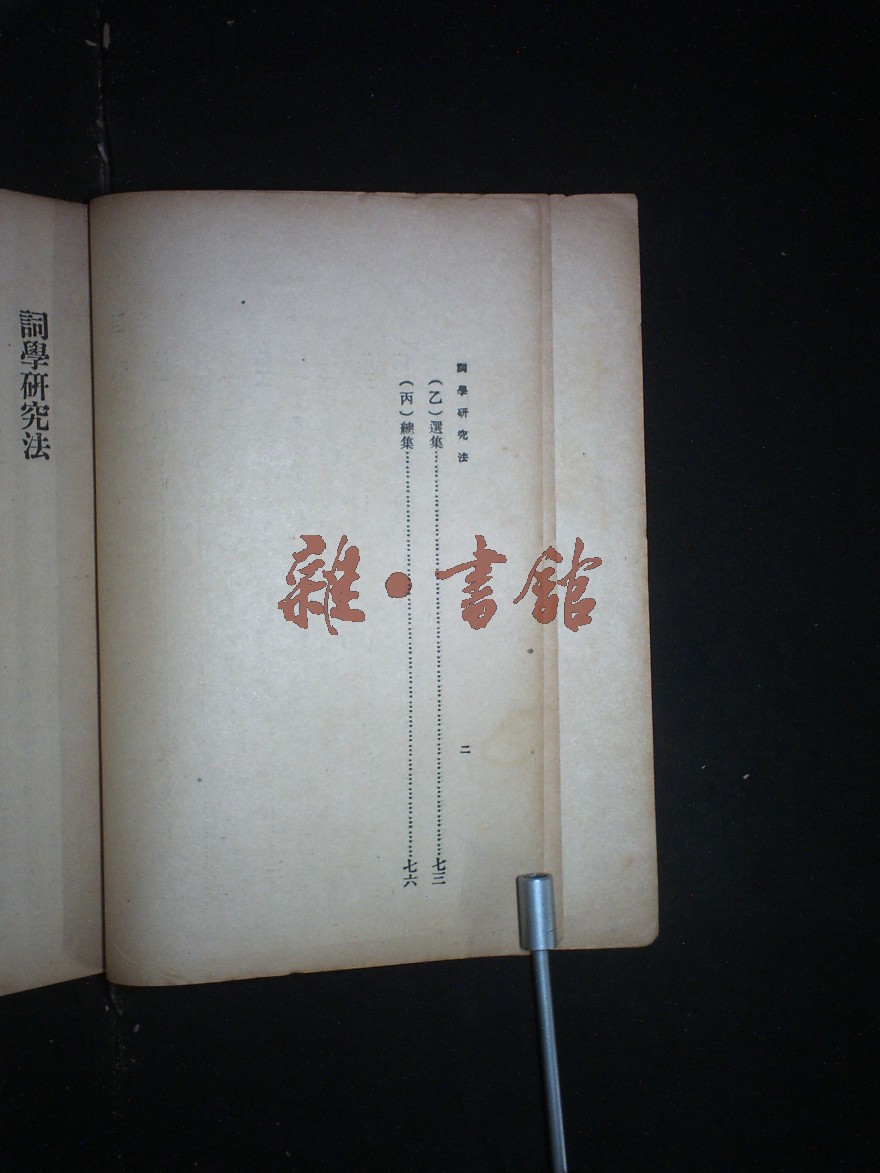 詞學研究法
(乙)選集…………七三
(丙)總集…………七六
二
詞學研究法
雜•書館